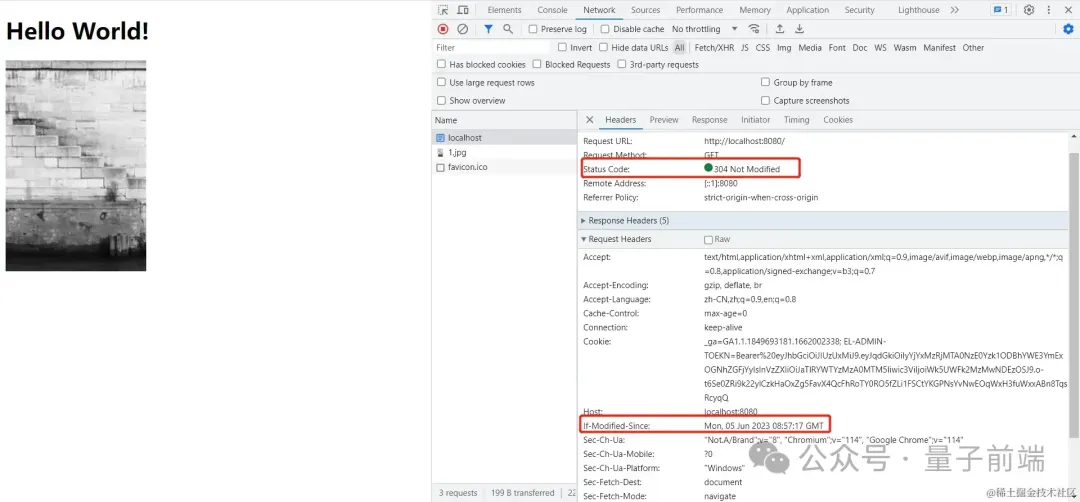 Hello World!
Elements Console Network Sources Performance Memory Application Security Lighthouse 1
Preserve log Disable cache No throttling
Filter Invert Hide data URLs All Fetch/XHR JS CSS Img Media Font Doc WS Wasm Manifest Other
Has blocked cookies Blocked Requests 3rd-party requests
Use large request rows Group by frame
Show overview Capture screenshots
Name
localhost
1.jpg
favicon.ico
Headers Preview Response Initiator Timing Cookies
Request URL: http://localhost:8080/
Request Method: GET
Status Code: 304 Not Modified
Remote Address: [::1]:8080
Referrer Policy: strict-origin-when-cross-origin
Response Headers (5)
Request Headers Raw
Accept: text/html,application/xhtml+xml,application/xml;q=0.9,image/avif,image/webp,image/apng,*/*;q
=0.8,application/signed-exchange;v=b3;q=0.7
Accept-Encoding: gzip, deflate, br
Accept-Language: zh-CN,zh;q=0.9,en;q=0.8
Cache-Control: max-age=0
Connection: keep-alive
Cookie: _ga=GA1.1.1849693181.1662002338; EL-ADMIN-
Host: localhost:8080
If-Modified-Since: Mon, 05 Jun 2023 08:57:17 GMT
Sec-Ch-Ua: "Not.A/Brand";v="8", "Chromium";v="114", "Google Chrome";v="114"
Sec-Ch-Ua-Mobile: ?0
Sec-Ch-Ua-Platform: "Windows"
Sec-Fetch-Dest: document
Sec-Fetch-Mode: navigate
3 requests 199 B transferred 22
公众号 · 量子前端
@稀土掘金技术社区